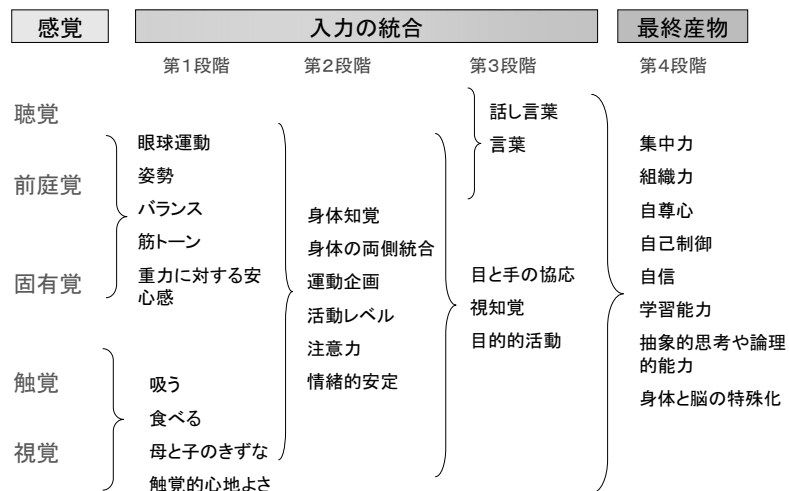 感覚
入力の統合
最終産物
第1段階
第2段階
第3段階
第4段階
聴覚
前庭覚
固有覚
触覚
視覚
眼球運動
姿勢
バランス
筋トーン
重力に対する安
心感
吸う
食べる
母と子のきずな
触覚的心地よさ
身体知覚
身体の両側統合
運動企画
活動レベル
注意力
情緒的安定
話し言葉
言葉
目と手の協応
視知覚
目的的活動
集中力
組織力
自尊心
自己制御
自信
学習能力
抽象的思考や論理
的能力
身体と脳の特殊化